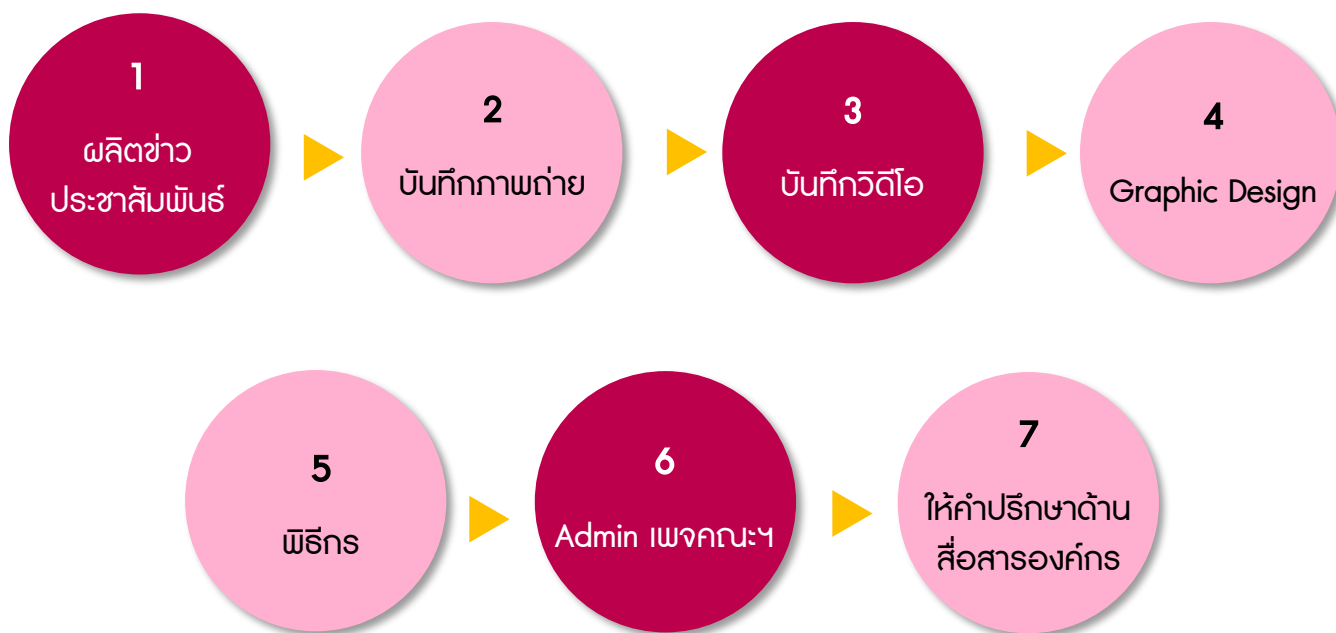 1
ผลิตข่าว
ประชาสัมพันธ์
2
บันทึกภาพถ่าย
3
บันทึกวิดีโอ
4
Graphic Design
5
พิธีกร
6
Admin เพจคณะฯ
7
ให้คำปรึกษาด้าน
สื่อสารองค์กร